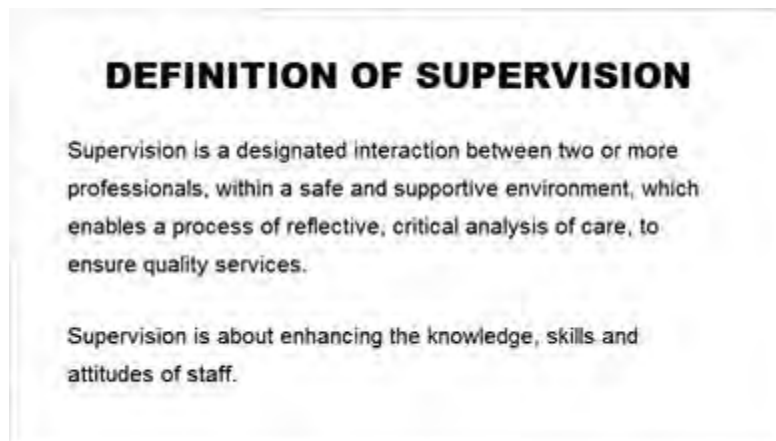 DEFINITION OF SUPERVISION
Supervision is a designated interaction between two or more
professionals, within a safe and supportive environment, which
enables a process of reflective, critical analysis of care, to
ensure quality services.
Supervision is about enhancing the knowledge, skills and
attitudes of staff.